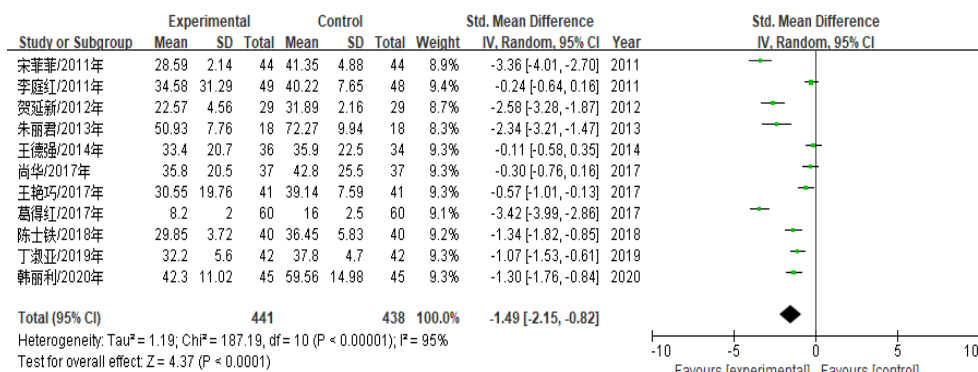 Experimental Control Std. Mean Difference Std. Mean Difference
Study or Subgroup Mean SD Total Mean SD Total Weight IV, Random, 95% CI Year IV, Random, 95% CI
宋菲菲/2011年 28.59 2.14 44 41.35 4.88 44 8.9% -3.36 [-4.01, -2.70] 2011
李庭红/2011年 34.58 31.29 49 40.22 7.65 48 9.3% -0.24 [-0.64, 0.16] 2011
贺延新/2012年 22.57 4.56 29 31.89 2.16 29 8.8% -2.58 [-3.28, -1.87] 2012
朱丽君/2013年 50.93 7.76 18 72.27 9.94 18 8.4% -2.34 [-3.21, -1.47] 2013
王德强/2014年 33.4 20.7 36 35.9 22.5 34 9.2% -0.11 [-0.58, 0.35] 2014
尚华/2017年 35.8 20.5 37 42.8 25.5 37 9.2% -0.30 [-0.76, 0.16] 2017
王艳巧/2017年 30.55 19.76 41 39.14 7.59 41 9.3% -0.57 [-1.01, -0.13] 2017
葛得红/2017年 8.2 2 60 16 2.5 60 9.1% -3.42 [-3.99, -2.86] 2017
陈士铁/2018年 29.85 3.72 40 36.45 5.83 40 9.2% -1.34 [-1.82, -0.85] 2018
丁淑亚/2019年 32.2 5.6 42 37.8 4.7 42 9.2% -1.07 [-1.53, -0.61] 2019
韩丽利/2020年 42.3 11.02 45 59.56 14.98 45 9.2% -1.30 [-1.76, -0.84] 2020
Total (95% CI) 441 438 100.0% -1.49 [-2.15, -0.82]
Heterogeneity: Tau² = 1.19; Chi² = 187.19, df = 10 (P < 0.00001); I² = 95%
Test for overall effect: Z = 4.37 (P < 0.0001)
-10 -5 0 5 10
Favours [experimental] Favours [control]